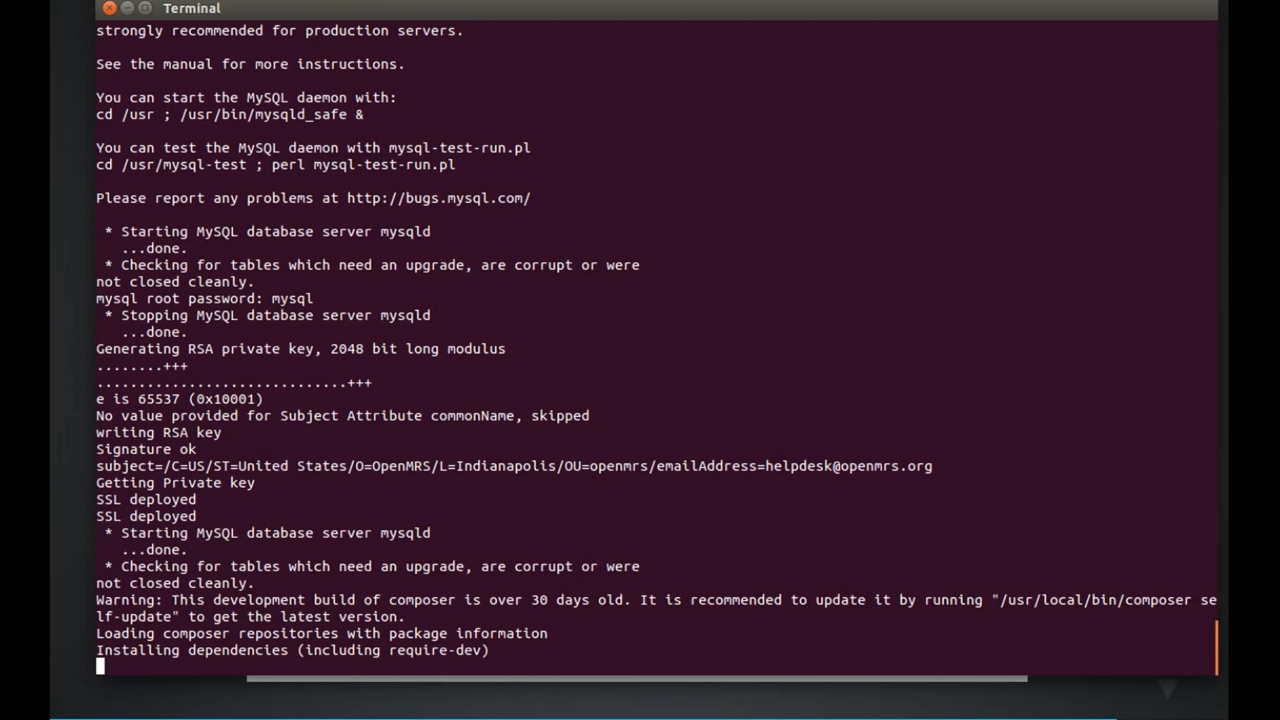 Terminal
strongly recommended for production servers.
See the manual for more instructions.
You can start the MySQL daemon with:
cd /usr ; /usr/bin/mysqld_safe &
You can test the MySQL daemon with mysql-test-run.pl
cd /usr/mysql-test ; perl mysql-test-run.pl
Please report any problems at http://bugs.mysql.com/
 * Starting MySQL database server mysqld
   ...done.
 * Checking for tables which need an upgrade, are corrupt or were
not closed cleanly.
mysql root password: mysql
 * Stopping MySQL database server mysqld
   ...done.
Generating RSA private key, 2048 bit long modulus
........+++
..............................+++
e is 65537 (0x10001)
No value provided for Subject Attribute commonName, skipped
writing RSA key
Signature ok
subject=/C=US/ST=United States/O=OpenMRS/L=Indianapolis/OU=openmrs/emailAddress=helpdesk@openmrs.org
Getting Private key
SSL deployed
SSL deployed
 * Starting MySQL database server mysqld
   ...done.
 * Checking for tables which need an upgrade, are corrupt or were
not closed cleanly.
Warning: This development build of composer is over 30 days old. It is recommended to update it by running "/usr/local/bin/composer se
lf-update" to get the latest version.
Loading composer repositories with package information
Installing dependencies (including require-dev)